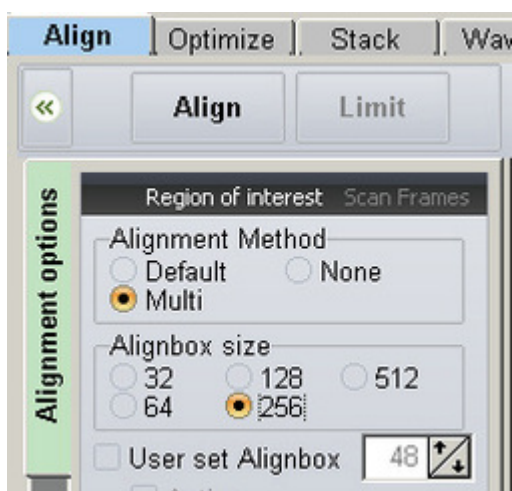 Align Optimize Stack
Align Limit
Alignment options
Region of interest Scan Frames
Alignment Method
Default None
Multi
Alignbox size
32 128 512
64 256
User set Alignbox 48